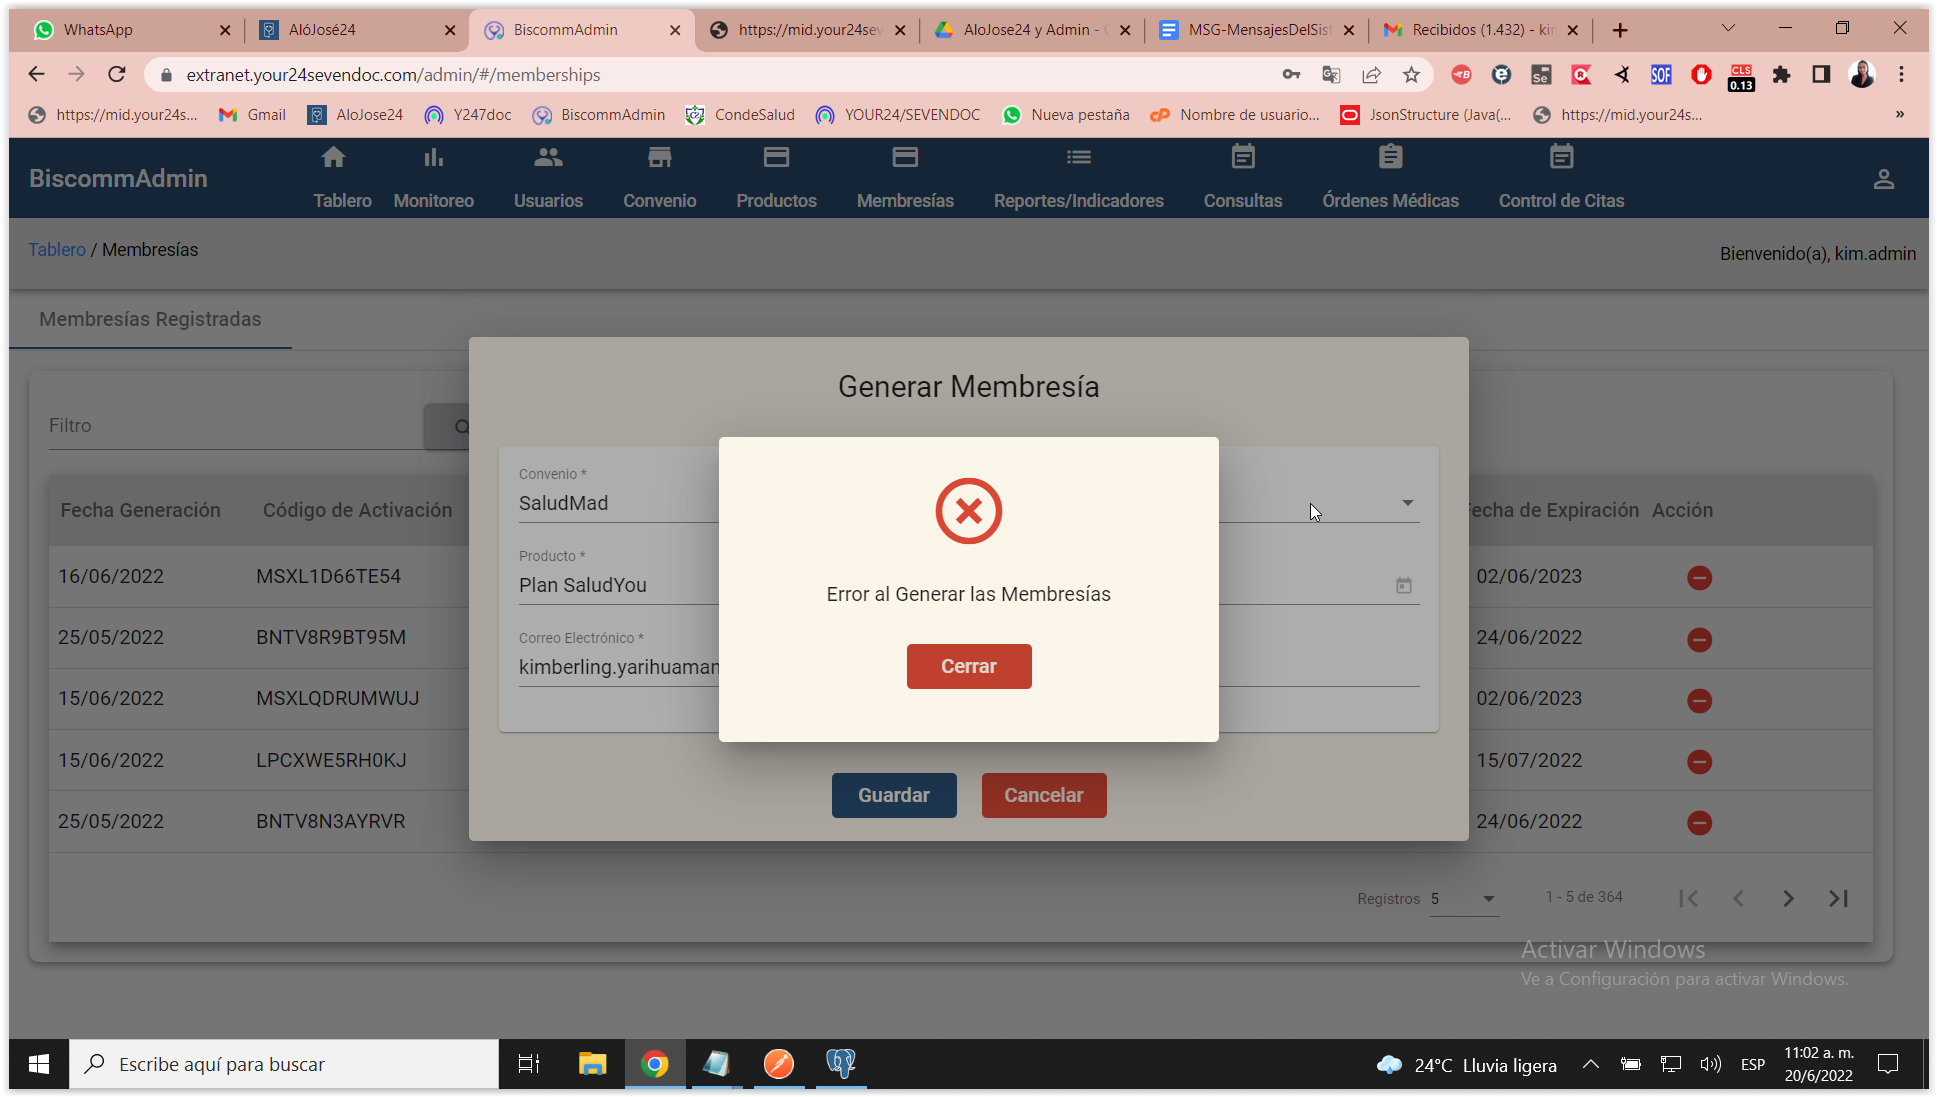 WhatsApp
AlóJosé24
BiscommAdmin
https://mid.your24sev
AloJose24 y Admin -
MSG-MensajesDelSist
Recibidos (1.432) - kin
extranet.your24sevendoc.com/admin/#/memberships
Se
SOF
CLS
0.13
https://mid.your24s...
Gmail
AloJose24
Y247doc
BiscommAdmin
CondeSalud
YOUR24/SEVENDOC
Nueva pestaña
Nombre de usuario...
JsonStructure (Java(...
https://mid.your24s...
»
BiscommAdmin
Tablero
Monitoreo
Usuarios
Convenio
Productos
Membresías
Reportes/Indicadores
Consultas
Órdenes Médicas
Control de Citas
Tablero / Membresías
Bienvenido(a), kim.admin
Membresías Registradas
Generar Membresía
Filtro
Convenio *
SaludMad
Producto *
Plan SaludYou
Correo Electrónico *
kimberling.yarihuaman
Error al Generar las Membresías
Cerrar
Guardar
Cancelar
Fecha Generación Código de Activación Fecha de Expiración Acción
16/06/2022 MSXL1D66TE54 02/06/2023
25/05/2022 BNTV8R9BT95M 24/06/2022
15/06/2022 MSXLQDRUMWUJ 02/06/2023
15/06/2022 LPCXWE5RH0KJ 15/07/2022
25/05/2022 BNTV8N3AYRVR 24/06/2022
Registros 5 1 - 5 de 364
Activar Windows
Ve a Configuración para activar Windows.
Escribe aquí para buscar
24°C Lluvia ligera
ESP
11:02 a. m.
20/6/2022